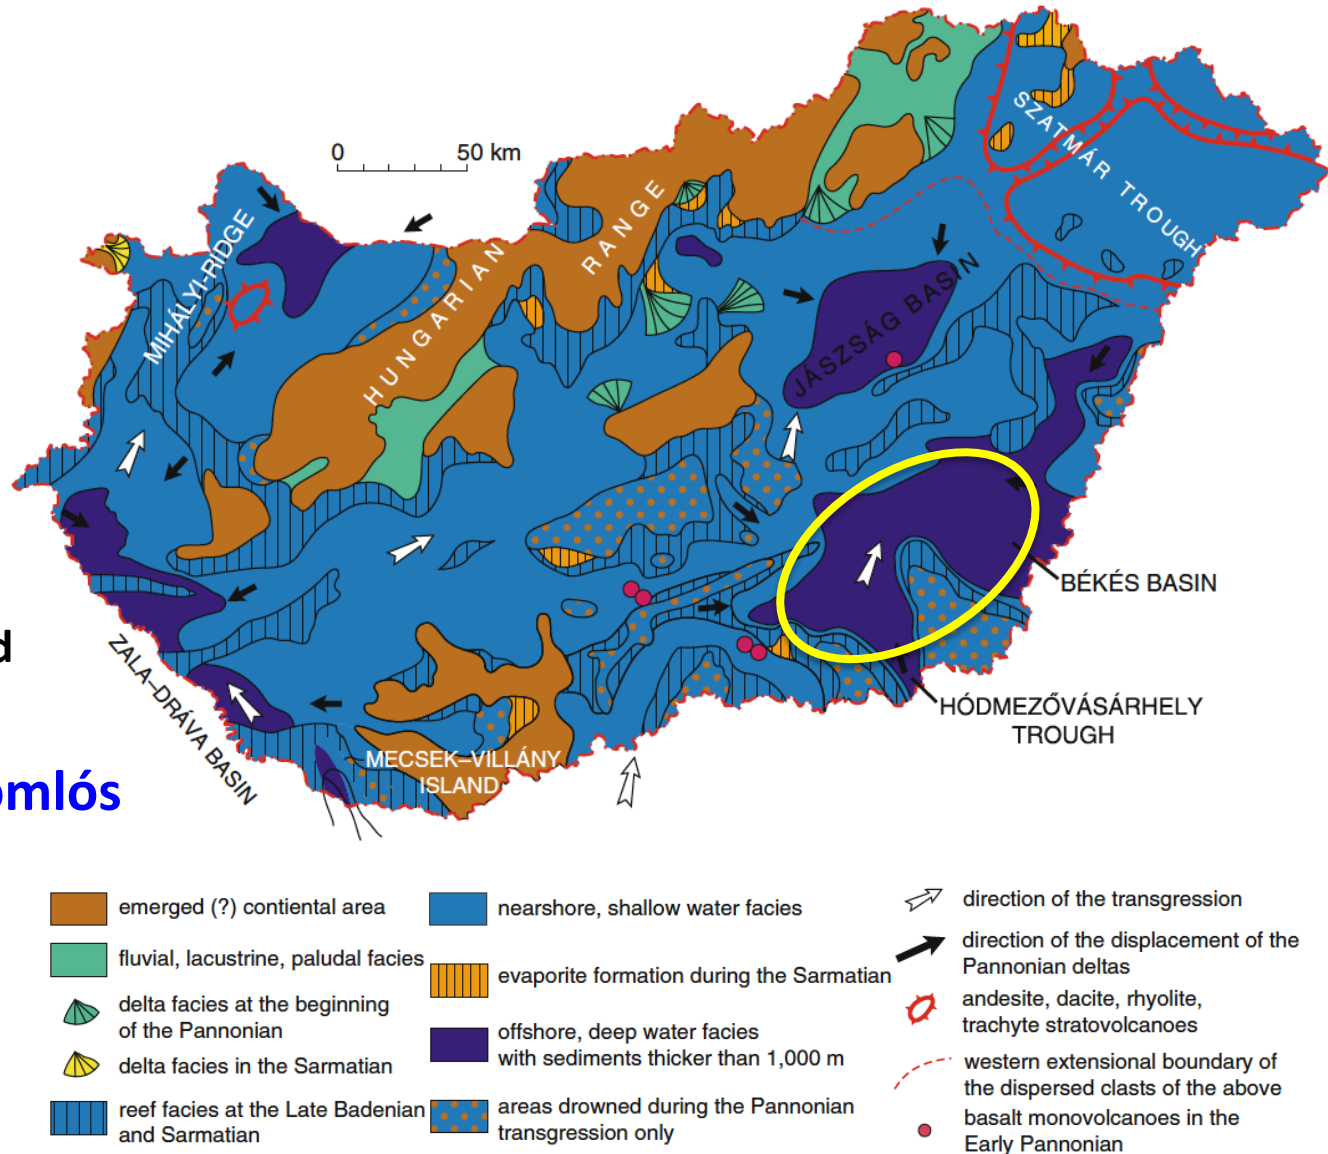 0 50 km
SZATMÁR TROUGH
MIHÁLYI-RIDGE
HUNGARIAN RANGE
JÁSZSÁG BASIN
BÉKÉS BASIN
HÓDMEZŐVÁSÁRHELY
TROUGH
ZALA–DRÁVA BASIN
MECSEK–VILLÁNY
ISLAND
d
omlós
emerged (?) contiental area
fluvial, lacustrine, paludal facies
delta facies at the beginning
of the Pannonian
delta facies in the Sarmatian
reef facies at the Late Badenian
and Sarmatian
nearshore, shallow water facies
evaporite formation during the Sarmatian
offshore, deep water facies
with sediments thicker than 1,000 m
areas drowned during the Pannonian
transgression only
direction of the transgression
direction of the displacement of the
Pannonian deltas
andesite, dacite, rhyolite,
trachyte stratovolcanoes
western extensional boundary of
the dispersed clasts of the above
basalt monovolcanoes in the
Early Pannonian